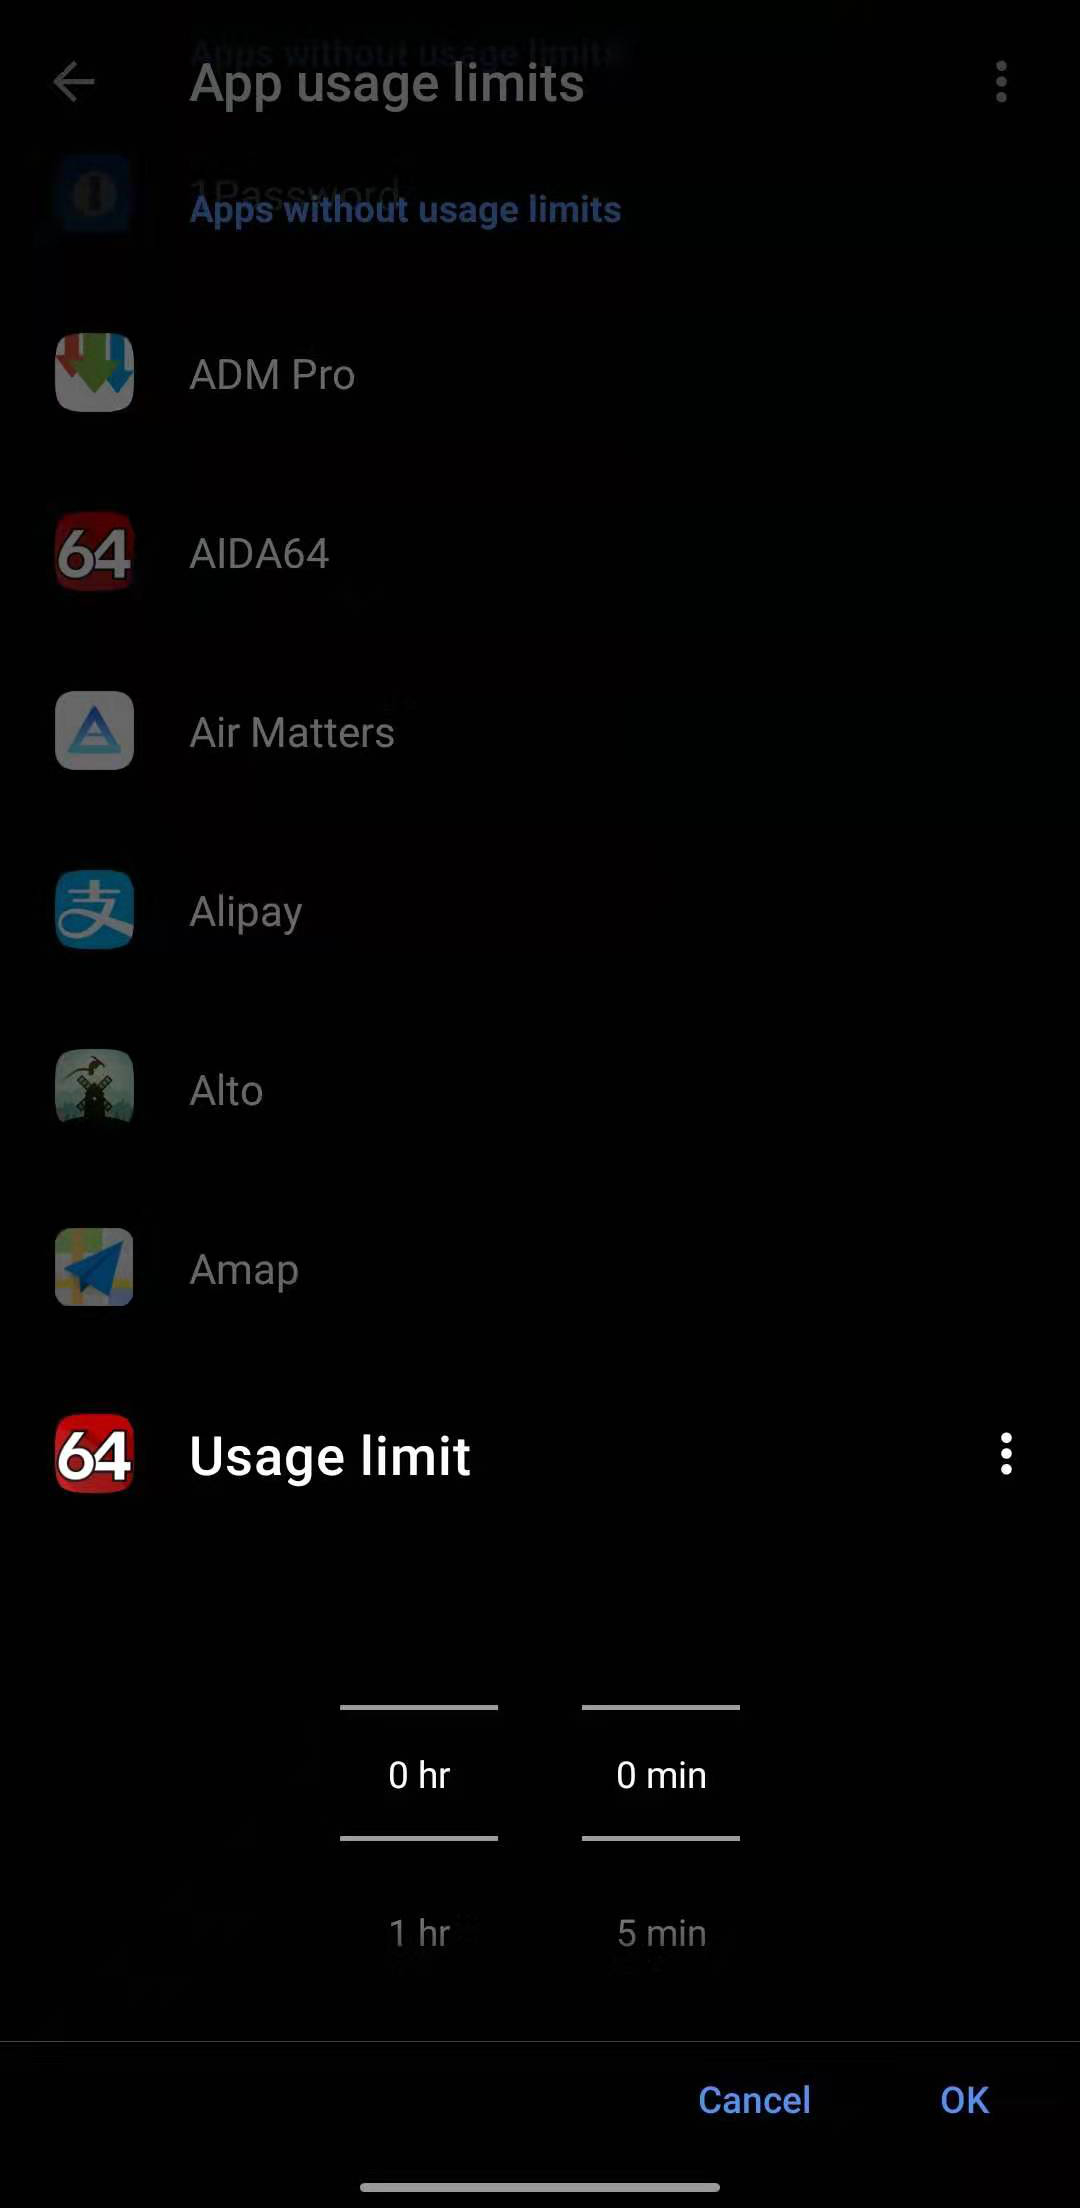 Apps without usage limits
App usage limits
1Password
Apps without usage limits
ADM Pro
64
AIDA64
Air Matters
支
Alipay
Alto
Amap
64
Usage limit
0 hr
0 min
1 hr
5 min
Cancel
OK